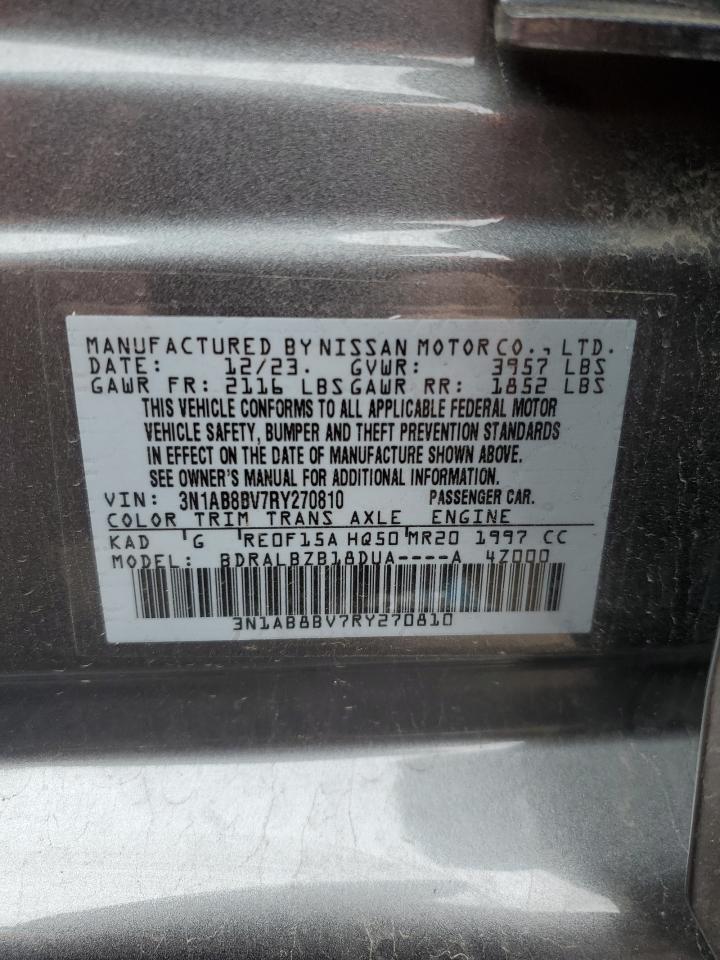 MANUFACTURED BY NISSAN MOTOR CO., LTD.
DATE: 12/23. GVWR: 3957 LBS
GAWR FR: 2116 LBS GAWR RR: 1852 LBS
THIS VEHICLE CONFORMS TO ALL APPLICABLE FEDERAL MOTOR
VEHICLE SAFETY, BUMPER AND THEFT PREVENTION STANDARDS
IN EFFECT ON THE DATE OF MANUFACTURE SHOWN ABOVE.
SEE OWNER'S MANUAL FOR ADDITIONAL INFORMATION.
VIN: 3N1AB8BV7RY270810 PASSENGER CAR.
COLOR TRIM TRANS AXLE ENGINE
KAD G RE0F15A HQ50 MR20 1997 CC
MODEL: BDRALBZB18DUA----A 4Z000
3N1AB8BV7RY270810